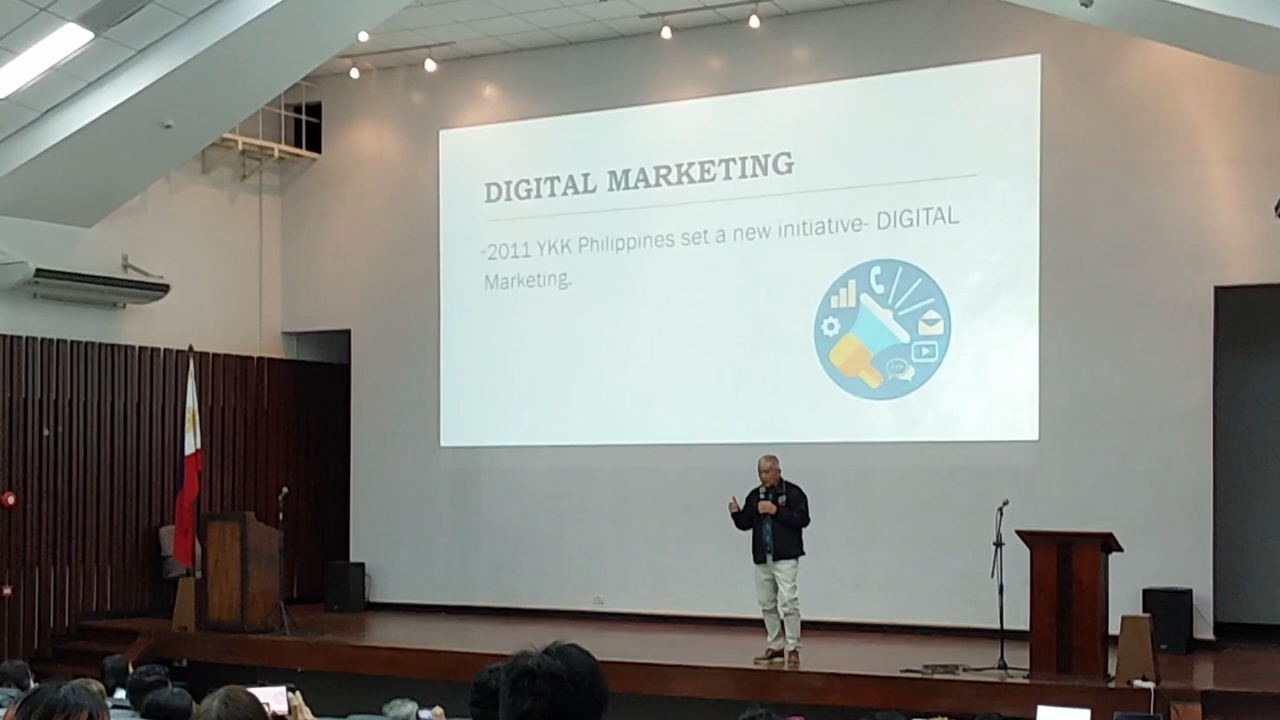 DIGITAL MARKETING
-2011 YKK Philippines set a new initiative- DIGITAL
Marketing.